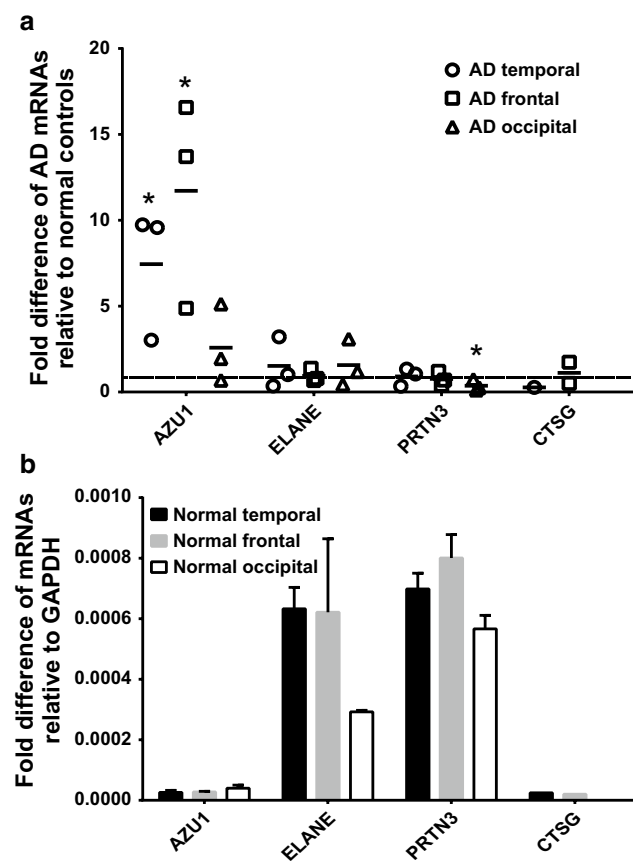 a
Fold difference of AD mRNAs
relative to normal controls
20
15
10
5
0
*
*
*
AD temporal
AD frontal
AD occipital
AZU1
ELANE
PRTN3
CTSG
b
Fold difference of mRNAs
relative to GAPDH
0.0010
0.0008
0.0006
0.0004
0.0002
0.0000
Normal temporal
Normal frontal
Normal occipital
AZU1
ELANE
PRTN3
CTSG